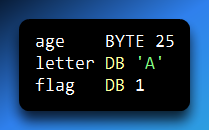 age    BYTE 25
letter DB 'A'
flag   DB 1